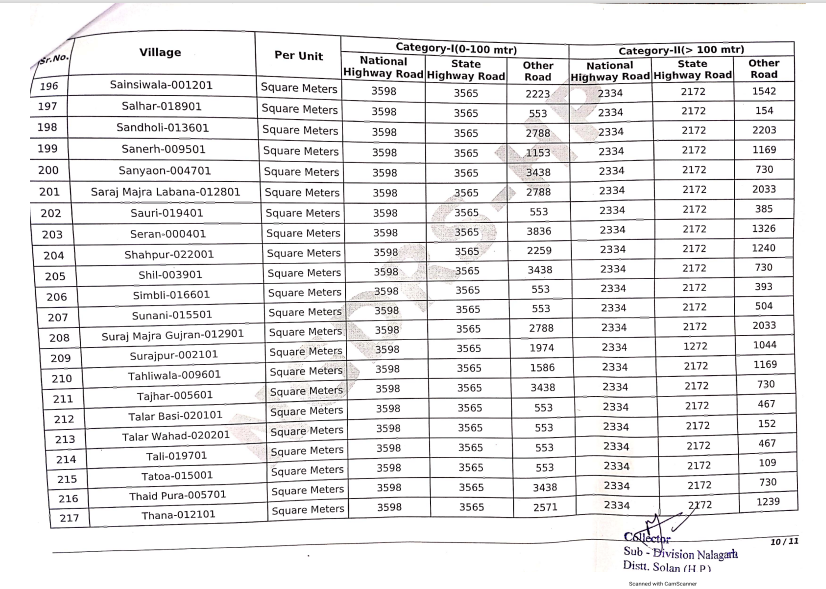 Sr.No. Village Per Unit Category-I(0-100 mtr) Category-II(> 100 mtr)
National Highway Road State Highway Road Other Road National Highway Road State Highway Road Other Road
196 Sainsiwala-001201 Square Meters 3598 3565 2223 2334 2172 1542
197 Salhar-018901 Square Meters 3598 3565 553 2334 2172 154
198 Sandholi-013601 Square Meters 3598 3565 2788 2334 2172 2203
199 Sanerh-009501 Square Meters 3598 3565 1153 2334 2172 1169
200 Sanyaon-004701 Square Meters 3598 3565 3438 2334 2172 730
201 Saraj Majra Labana-012801 Square Meters 3598 3565 2788 2334 2172 2033
202 Sauri-019401 Square Meters 3598 3565 553 2334 2172 385
203 Seran-000401 Square Meters 3598 3565 3836 2334 2172 1326
204 Shahpur-022001 Square Meters 3598 3565 2259 2334 2172 1240
205 Shil-003901 Square Meters 3598 3565 3438 2334 2172 730
206 Simbli-016601 Square Meters 3598 3565 553 2334 2172 393
207 Sunani-015501 Square Meters 3598 3565 553 2334 2172 504
208 Suraj Majra Gujran-012901 Square Meters 3598 3565 2788 2334 2172 2033
209 Surajpur-002101 Square Meters 3598 3565 1974 2334 1272 1044
210 Tahliwala-009601 Square Meters 3598 3565 1586 2334 2172 1169
211 Tajhar-005601 Square Meters 3598 3565 3438 2334 2172 730
212 Talar Basi-020101 Square Meters 3598 3565 553 2334 2172 467
213 Talar Wahad-020201 Square Meters 3598 3565 553 2334 2172 152
214 Tali-019701 Square Meters 3598 3565 553 2334 2172 467
215 Tatoa-015001 Square Meters 3598 3565 553 2334 2172 109
216 Thaid Pura-005701 Square Meters 3598 3565 3438 2334 2172 730
217 Thana-012101 Square Meters 3598 3565 2571 2334 2172 1239
NGDRS-HP
Collector
Sub - Division Nalagarh
Distt. Solan (H.P)
10 / 11
Scanned with CamScanner